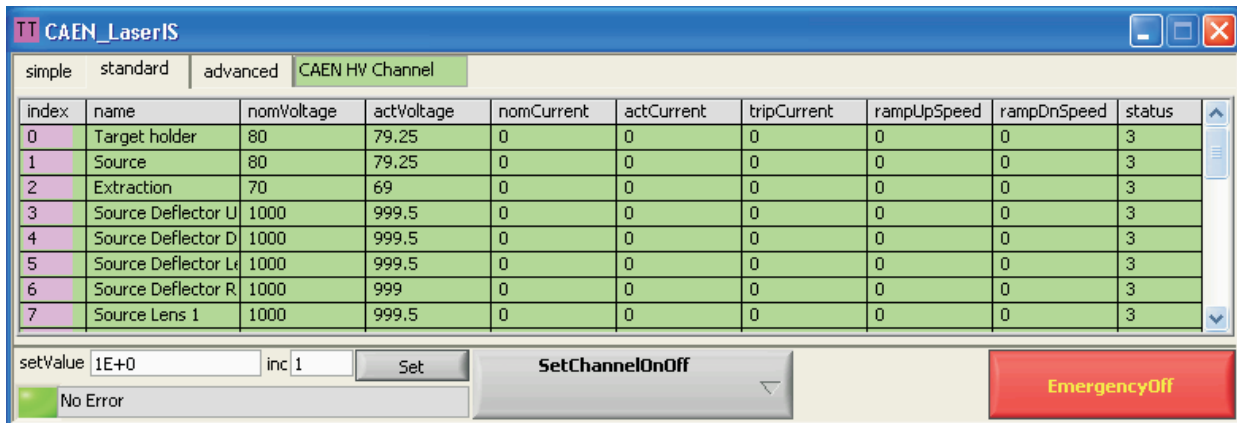 TT CAEN_LaserIS
simple standard advanced CAEN HV Channel
index name nomVoltage actVoltage nomCurrent actCurrent tripCurrent rampUpSpeed rampDnSpeed status
0 Target holder 80 79.25 0 0 0 0 0 3
1 Source 80 79.25 0 0 0 0 0 3
2 Extraction 70 69 0 0 0 0 0 3
3 Source Deflector U 1000 999.5 0 0 0 0 0 3
4 Source Deflector D 1000 999.5 0 0 0 0 0 3
5 Source Deflector Le 1000 999.5 0 0 0 0 0 3
6 Source Deflector R 1000 999 0 0 0 0 0 3
7 Source Lens 1 1000 999.5 0 0 0 0 0 3
setValue 1E+0 inc 1 Set SetChannelOnOff
EmergencyOff
No Error